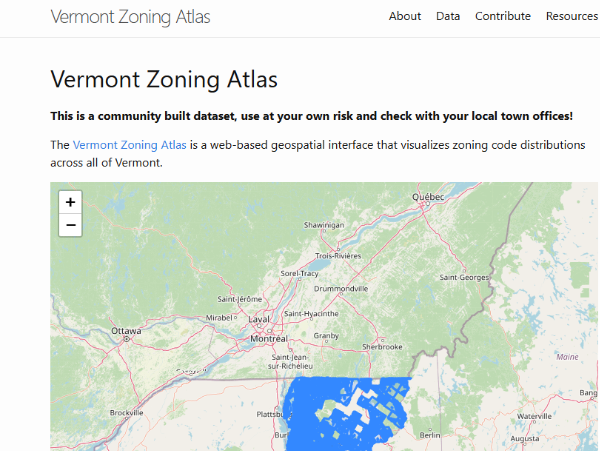 Vermont Zoning Atlas
About Data Contribute Resources
Vermont Zoning Atlas
This is a community built dataset, use at your own risk and check with your local town offices!
The Vermont Zoning Atlas is a web-based geospatial interface that visualizes zoning code distributions
across all of Vermont.
+
−
Québec
Shawinigan
Trois-Rivières
Sorel-Tracy
Saint-Georges
Drummondville
Saint-Jérôme
Mirabel
Laval
Saint-Hyacinthe
Ottawa
Montréal
Granby
Sherbrooke
Saint-Jean-
sur-Richelieu
Maine
Brockville
Plattsbu
Bang
Waterville
Burl
Berlin
Augusta